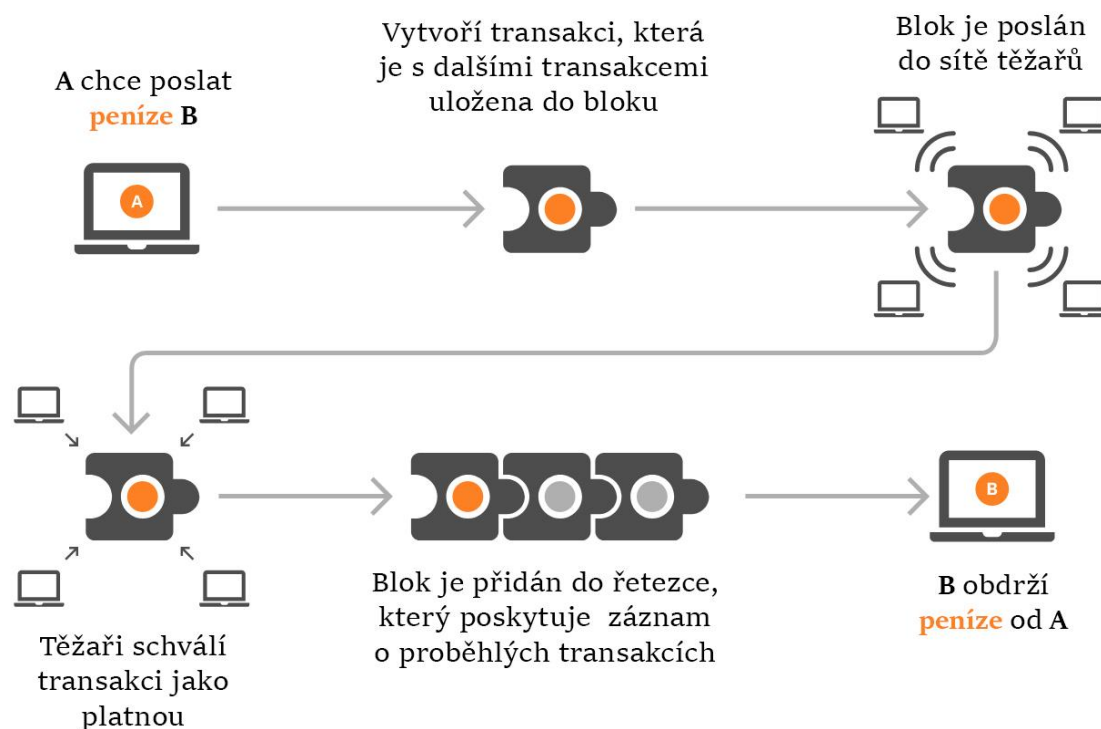 A chce poslat
peníze B
A
Vytvoří transakci, která
je s dalšími transakcemi
uložena do bloku
Blok je poslán
do sítě těžařů
Těžaři schválí
transakci jako
platnou
Blok je přidán do řetezce,
který poskytuje záznam
o proběhlých transakcích
B
B obdrží
peníze od A